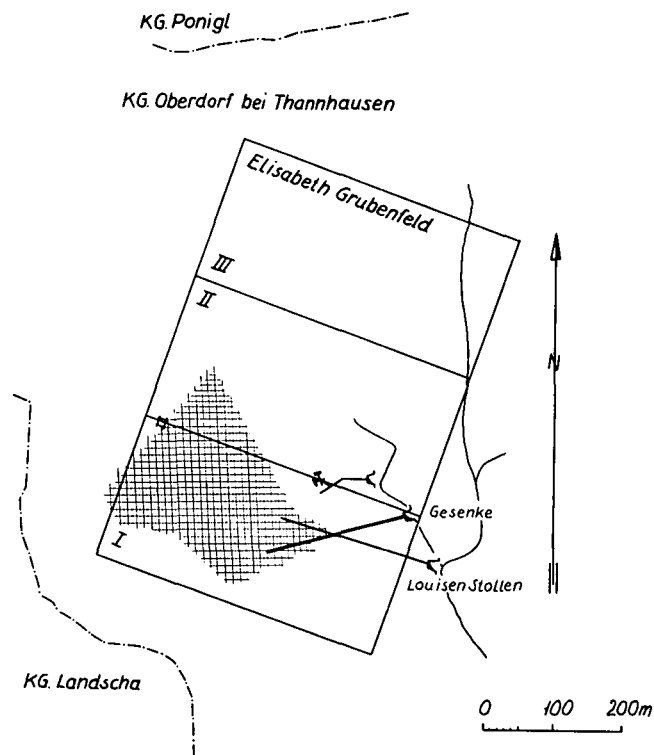 KG. Ponigl
KG. Oberdorf bei Thannhausen
Elisabeth Grubenfeld
III
II
N
Gesenke
I
Louisen Stollen
KG. Landscha
0 100 200m